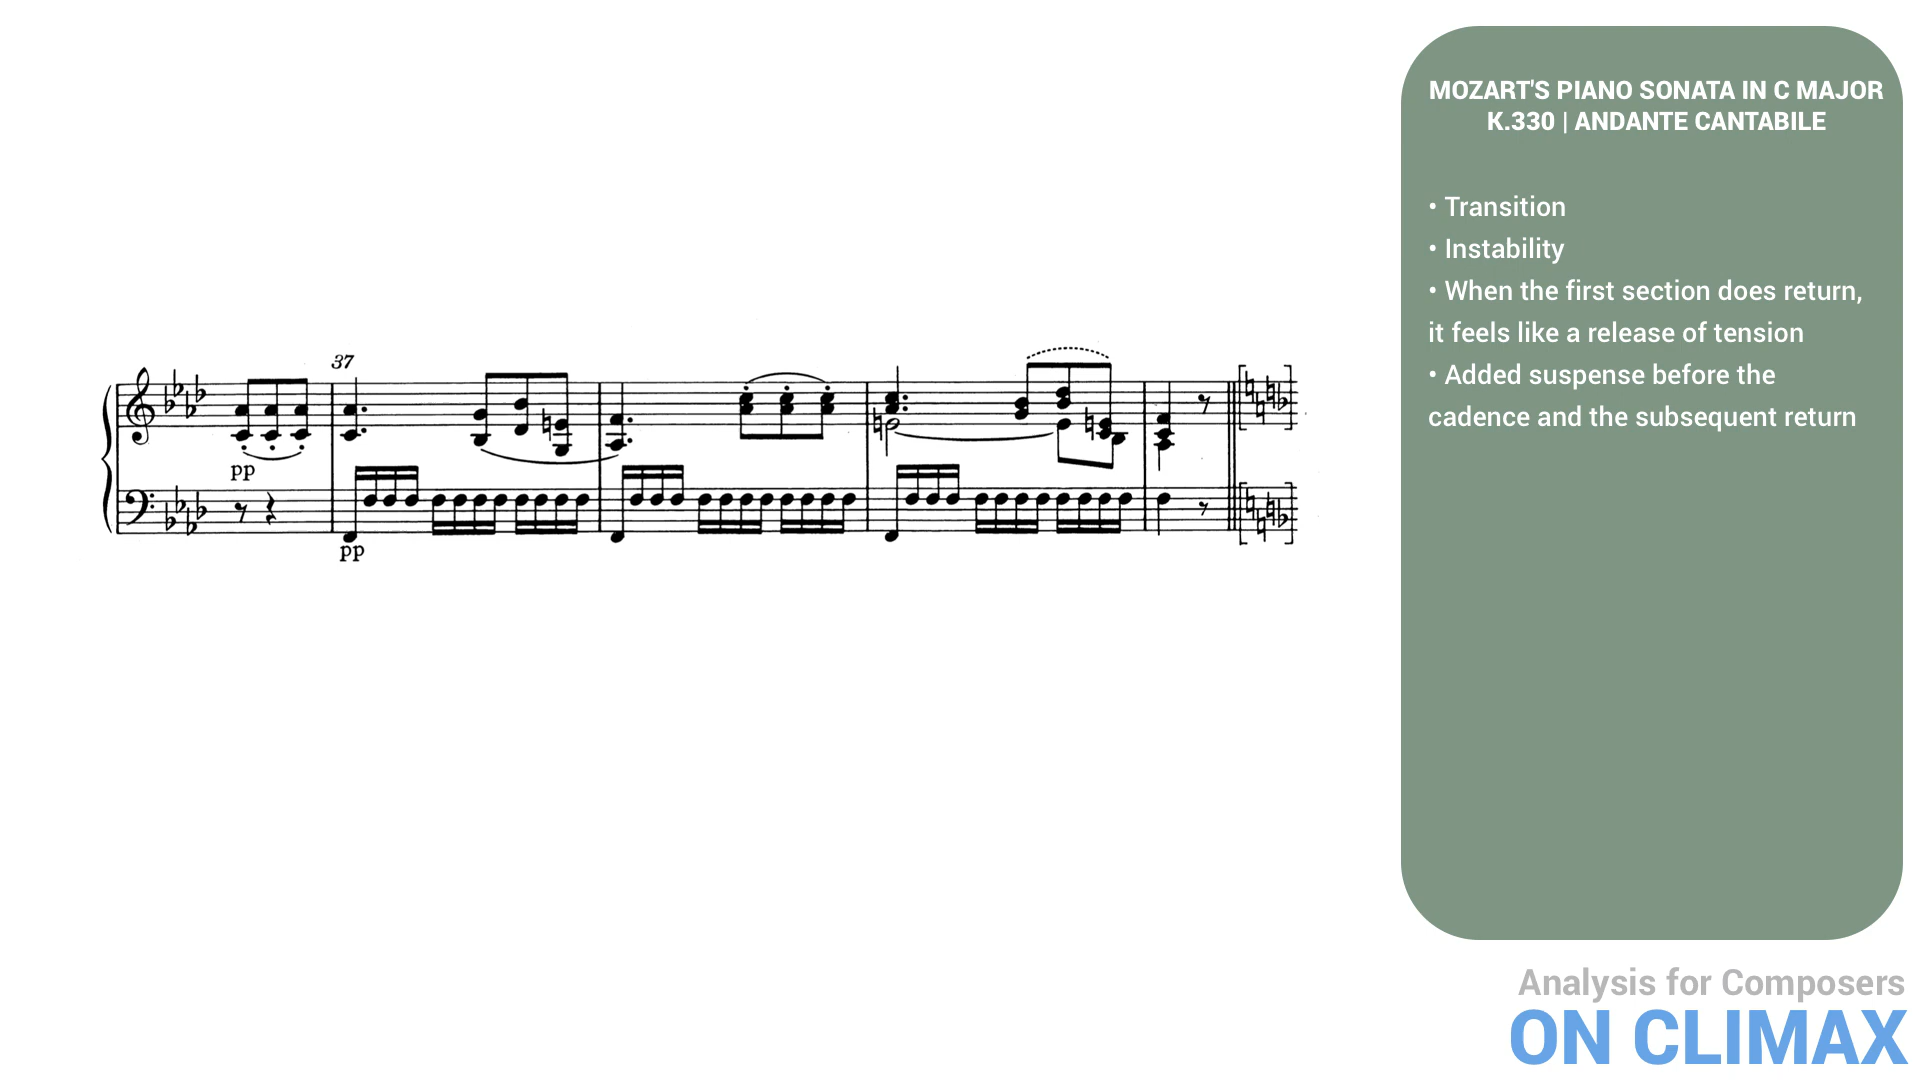 37
pp
pp
MOZART'S PIANO SONATA IN C MAJOR
K.330 | ANDANTE CANTABILE
• Transition
• Instability
• When the first section does return,
it feels like a release of tension
• Added suspense before the
cadence and the subsequent return
Analysis for Composers
ON CLIMAX